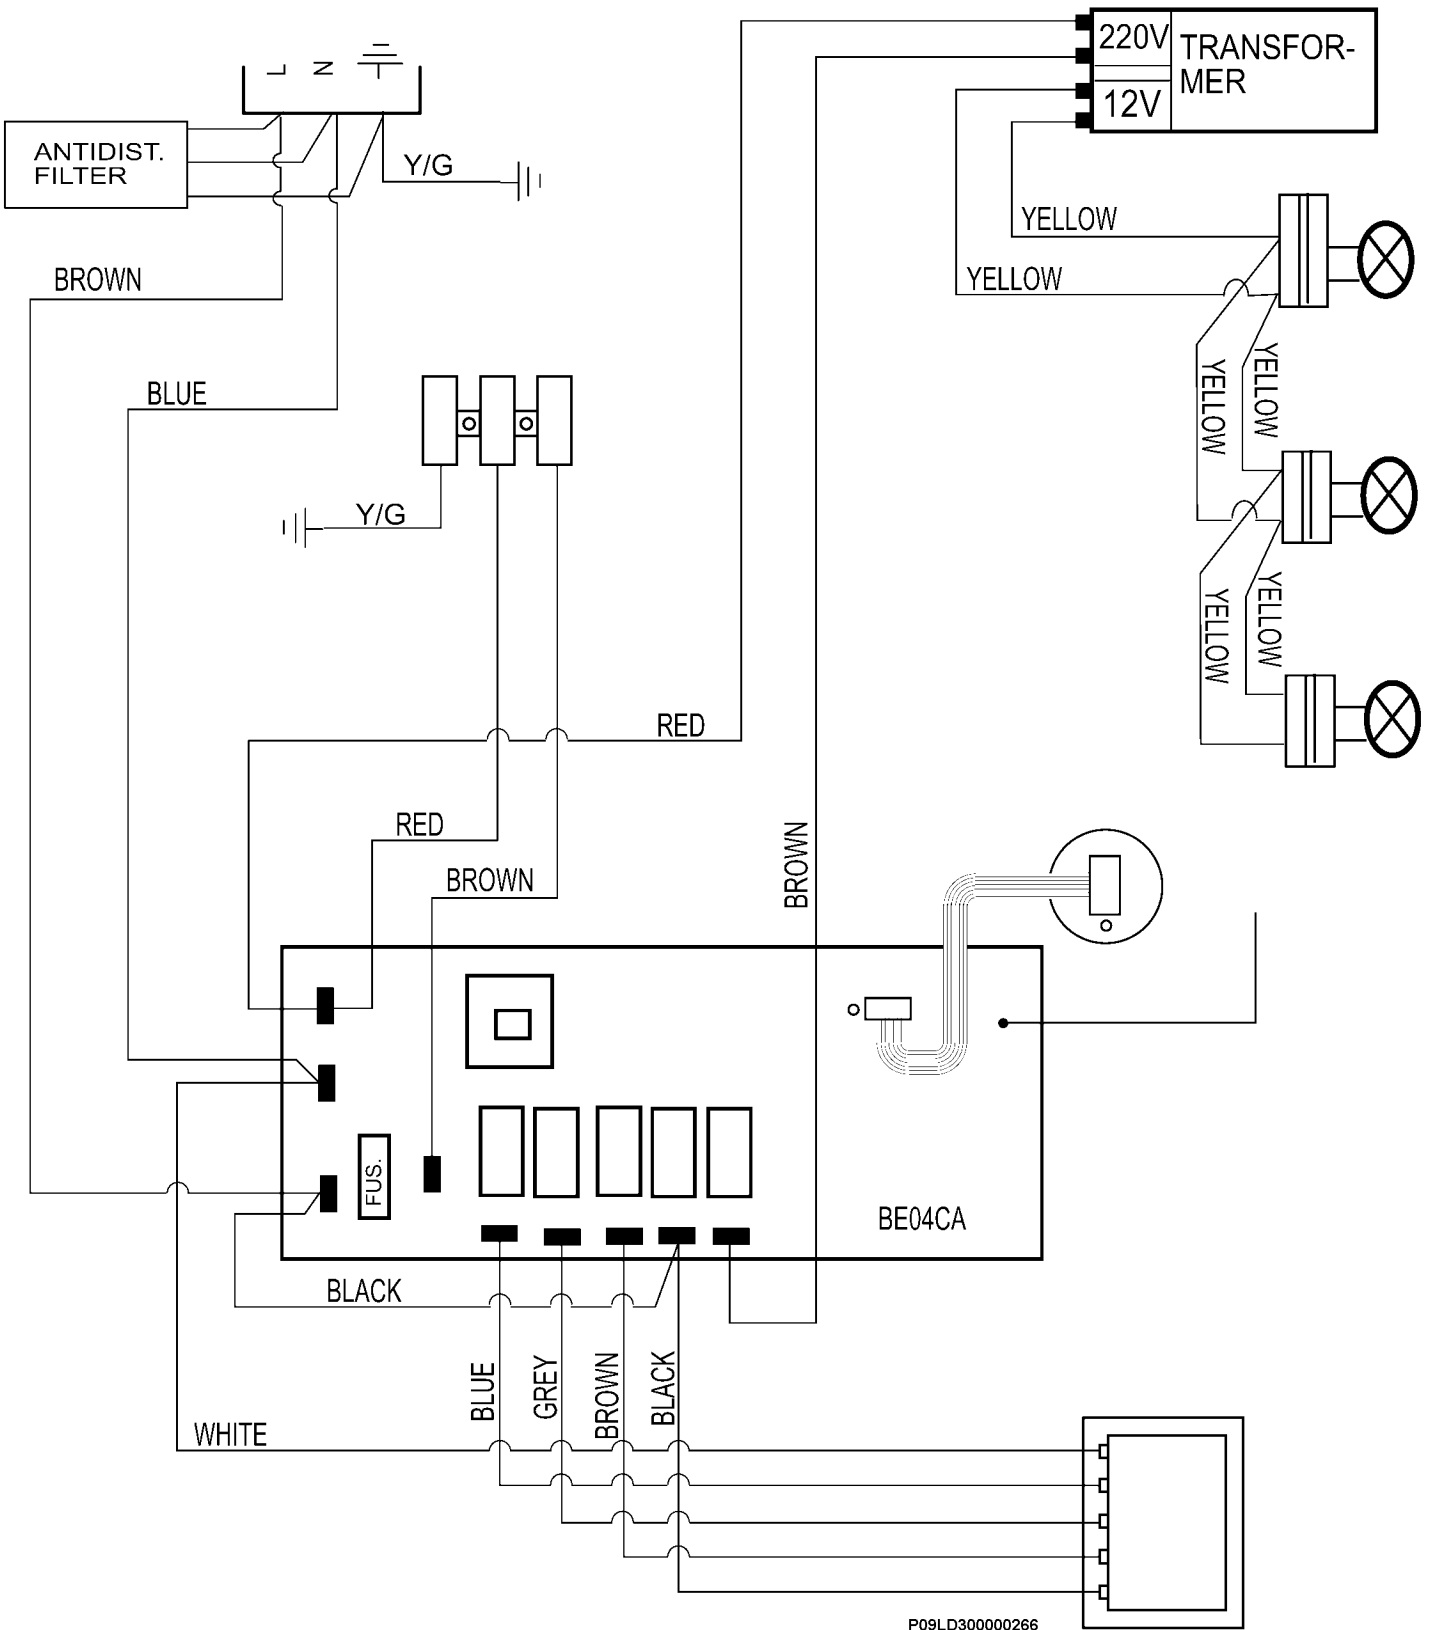 L
N
220V
TRANSFOR-
MER
12V
ANTIDIST.
FILTER
Y/G
YELLOW
YELLOW
BROWN
YELLOW
YELLOW
BLUE
Y/G
YELLOW
YELLOW
RED
RED
BROWN
BROWN
FUS.
BE04CA
BLACK
BLUE
GREY
BROWN
BLACK
WHITE
P09LD300000266